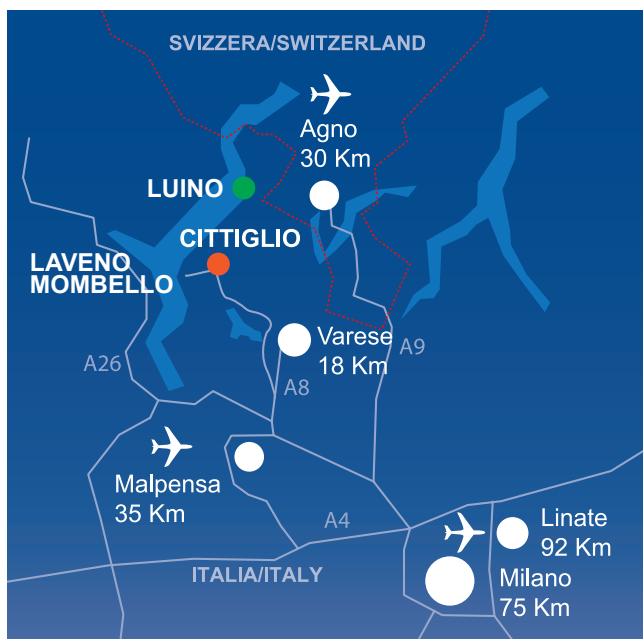 SVIZZERA/SWITZERLAND
Agno
30 Km
LUINO
CITTIGLIO
LAVENO
MOMBELLO
Varese
18 Km
A9
A26
A8
Malpensa
35 Km
A4
Linate
92 Km
ITALIA/ITALY
Milano
75 Km